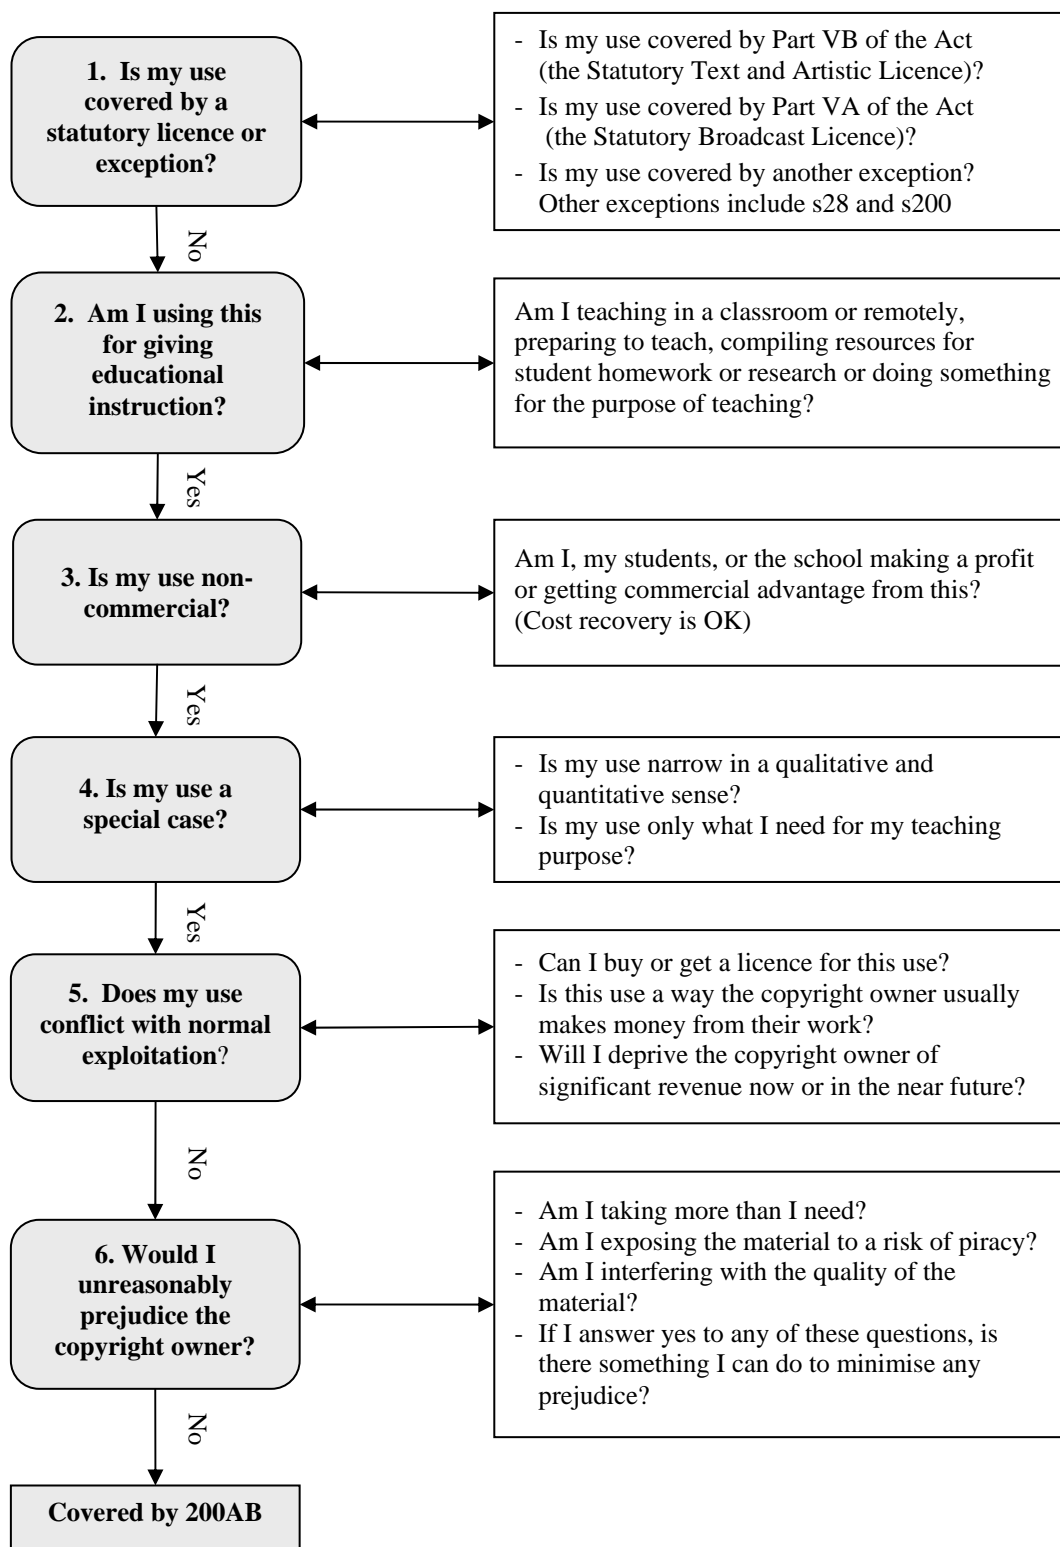 1. Is my use
covered by a
statutory licence or
exception?
- Is my use covered by Part VB of the Act
(the Statutory Text and Artistic Licence)?
- Is my use covered by Part VA of the Act
(the Statutory Broadcast Licence)?
- Is my use covered by another exception?
Other exceptions include s28 and s200
No
2. Am I using this
for giving
educational
instruction?
Am I teaching in a classroom or remotely,
preparing to teach, compiling resources for
student homework or research or doing something
for the purpose of teaching?
Yes
3. Is my use non-
commercial?
Am I, my students, or the school making a profit
or getting commercial advantage from this?
(Cost recovery is OK)
Yes
4. Is my use a
special case?
- Is my use narrow in a qualitative and
quantitative sense?
- Is my use only what I need for my teaching
purpose?
Yes
5. Does my use
conflict with normal
exploitation?
- Can I buy or get a licence for this use?
- Is this use a way the copyright owner usually
makes money from their work?
- Will I deprive the copyright owner of
significant revenue now or in the near future?
No
6. Would I
unreasonably
prejudice the
copyright owner?
- Am I taking more than I need?
- Am I exposing the material to a risk of piracy?
- Am I interfering with the quality of the
material?
- If I answer yes to any of these questions, is
there something I can do to minimise any
prejudice?
No
Covered by 200AB